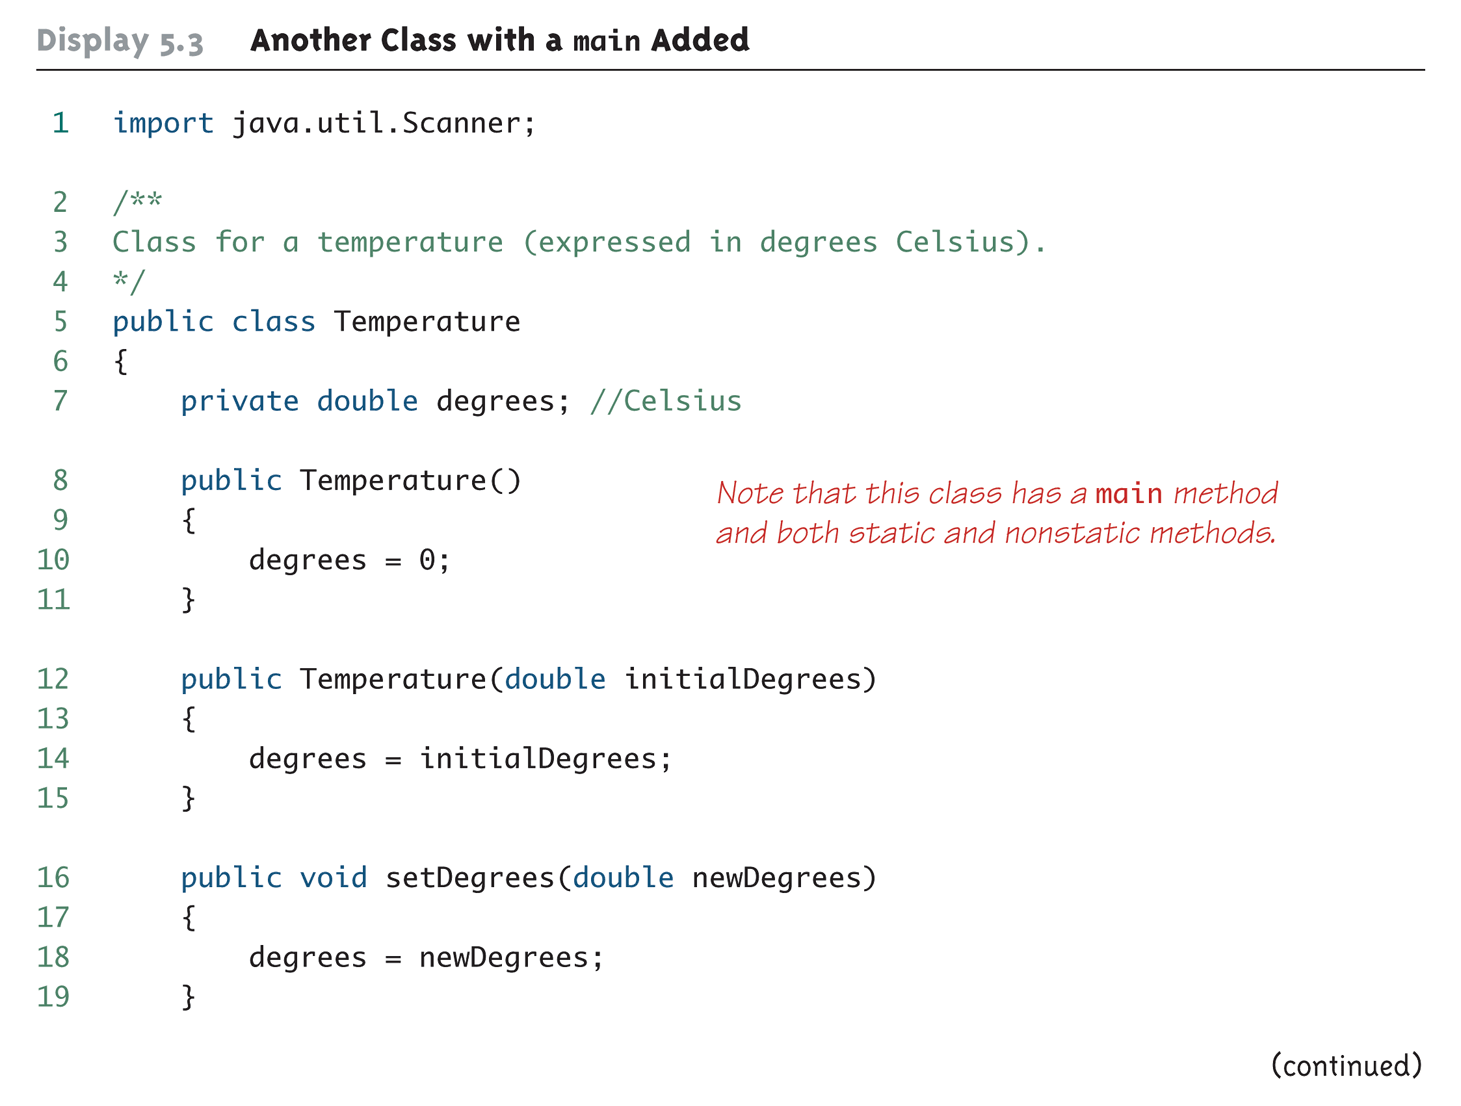 Display 5.3 Another Class with a main Added
1 import java.util.Scanner;
2 /**
3 Class for a temperature (expressed in degrees Celsius).
4 */
5 public class Temperature
6 {
7 private double degrees; //Celsius
8 public Temperature()
Note that this class has a main method
9 {
and both static and nonstatic methods.
10 degrees = 0;
11 }
12 public Temperature(double initialDegrees)
13 {
14 degrees = initialDegrees;
15 }
16 public void setDegrees(double newDegrees)
17 {
18 degrees = newDegrees;
19 }
(continued)